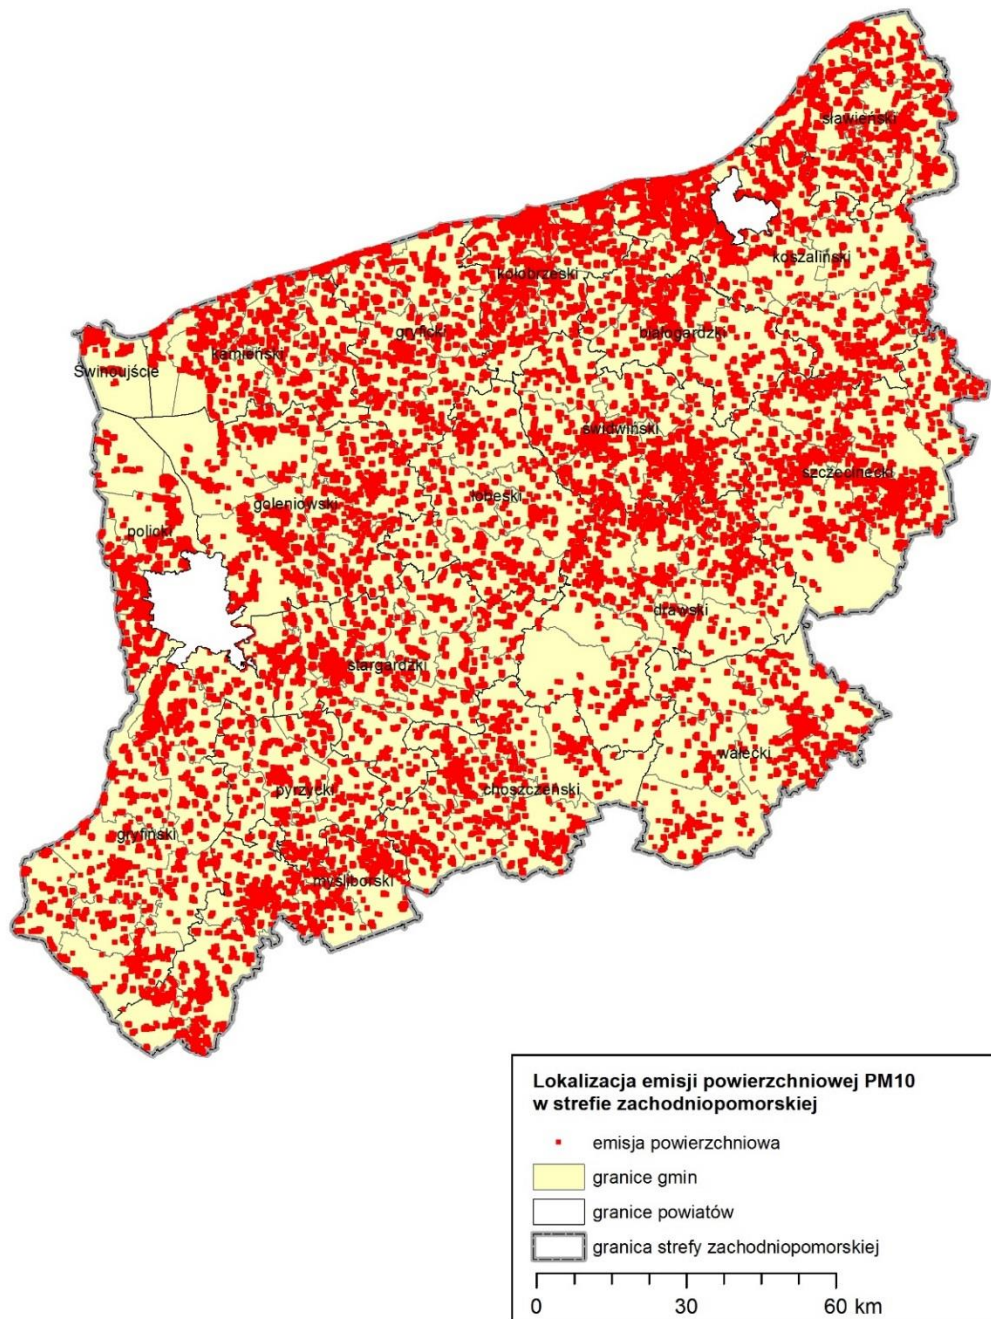 sławieński
koszaliński
kołobrzeski
gryficki
białogardzki
kamieński
Świnoujście
świdwiński
szczecinecki
łobeski
goleniowski
policki
drawski
stargardzki
wałecki
pyrzycki
choszczeński
gryfiński
myśliborski
Lokalizacja emisji powierzchniowej PM10
w strefie zachodniopomorskiej
emisja powierzchniowa
granice gmin
granice powiatów
granica strefy zachodniopomorskiej
0 30 60 km